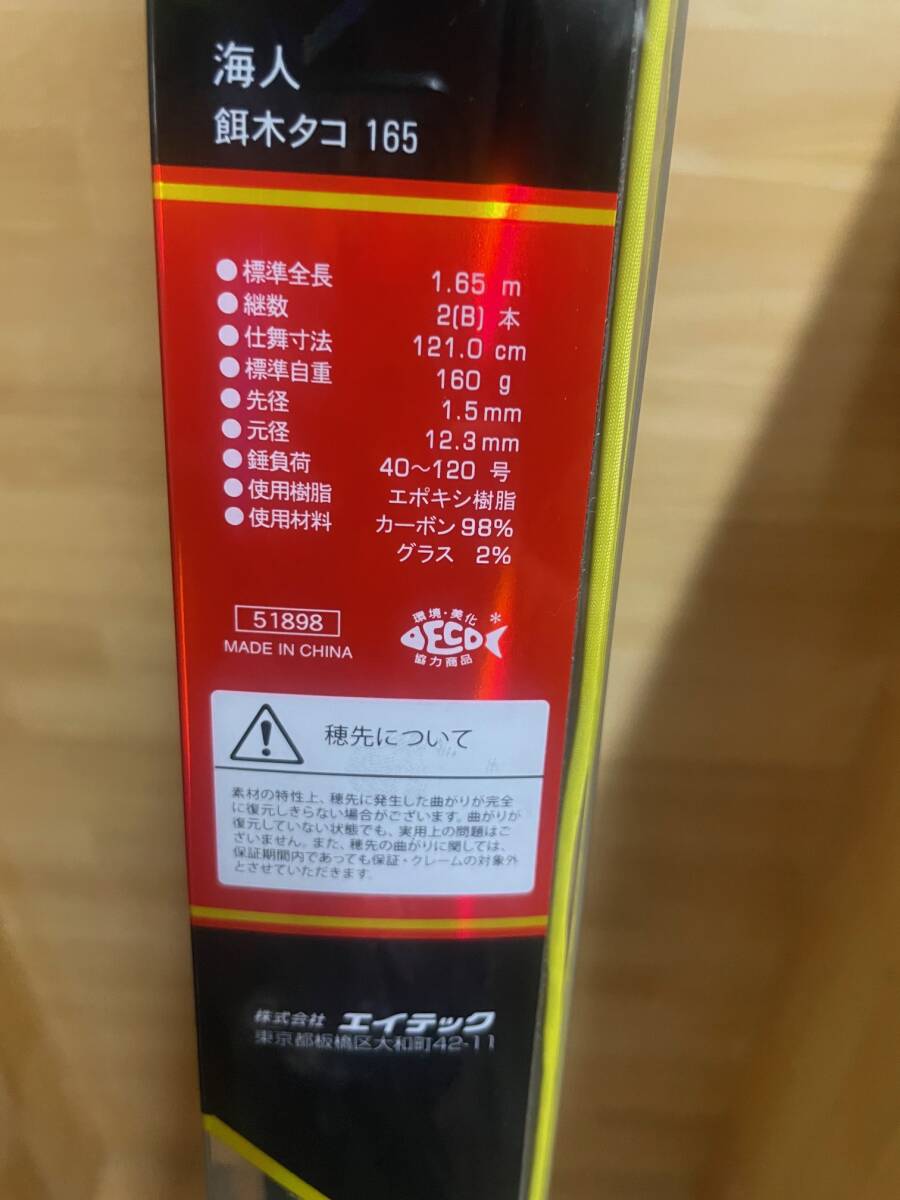 海人
餌木タコ 165
●標準全長 1.65 m
●継数 2(B) 本
●仕舞寸法 121.0 cm
●標準自重 160 g
●先径 1.5mm
●元径 12.3mm
●錘負荷 40～120 号
●使用樹脂 エポキシ樹脂
●使用材料 カーボン 98%
グラス 2%
51898
MADE IN CHINA
環境・美化
ECO
協力商品
穂先について
素材の特性上、穂先に発生した曲がりが完全
に復元しきらない場合がございます。曲がりが
復元していない状態でも、実用上の問題はご
ざいません。また、穂先の曲がりに関しては、
保証期間内であっても保証・クレームの対象外
とさせていただきます。
株式会社 エイテック
東京都板橋区大和町42-11